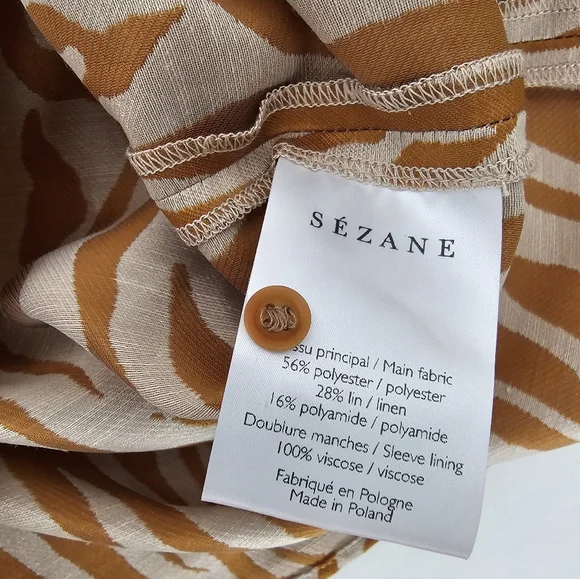 SÉZANE
principal / Main fabric
56% polyester / polyester
28% lin / linen
16% polyamide / polyamide
Doublure manches / Sleeve lining
100% viscose / viscose
Fabriqué en Pologne
Made in Poland